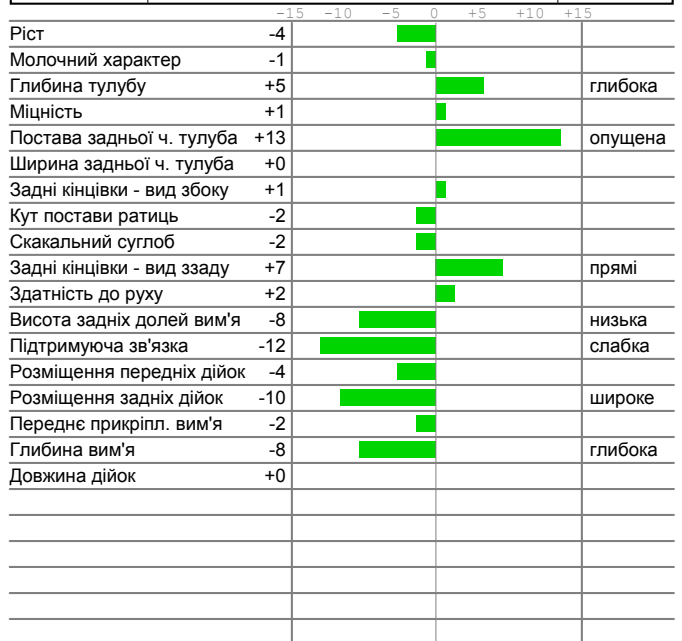 -15 -10 -5 0 +5 +10 +15
Ріст -4
Молочний характер -1
Глибина тулубу +5 глибока
Міцність +1
Постава задньої ч. тулуба +13 опущена
Ширина задньої ч. тулуба +0
Задні кінцівки - вид збоку +1
Кут постави ратиць -2
Скакальний суглоб -2
Задні кінцівки - вид ззаду +7 прямі
Здатність до руху +2
Висота задніх долей вим'я -8 низька
Підтримуюча зв'язка -12 слабка
Розміщення передніх дійок -4
Розміщення задніх дійок -10 широке
Переднє прикріпл. вим'я -2
Глибина вим'я -8 глибока
Довжина дійок +0